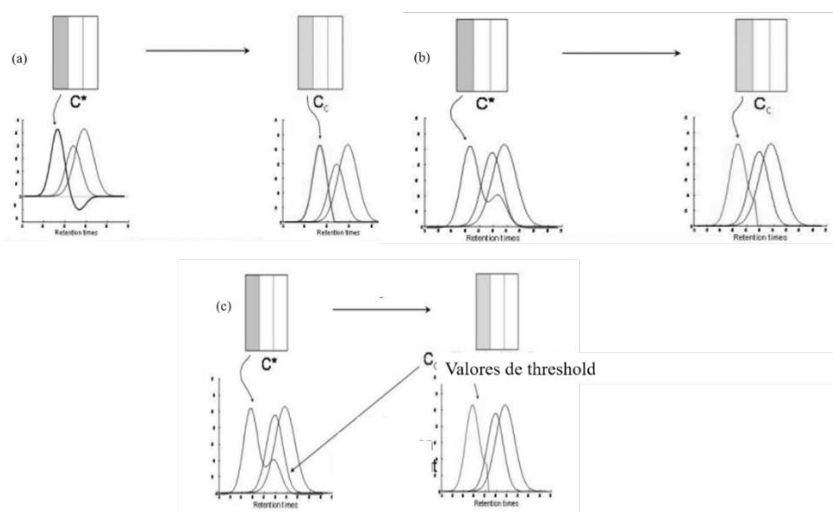 (a)
C*
Cc
Retention times
Retention times
(b)
C*
Cc
Retention times
Retention times
(c)
C*
C
Valores de threshold
Retention times
Retention times